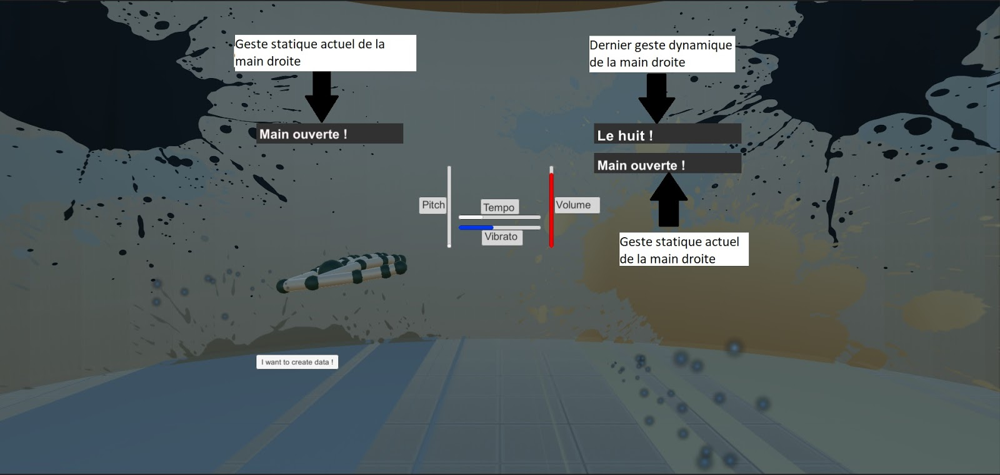 Geste statique actuel de la
main droite
Dernier geste dynamique
de la main droite
Main ouverte !
Le huit !
Main ouverte !
Pitch
Tempo
Volume
Vibrato
Geste statique actuel
de la main droite
I want to create data !